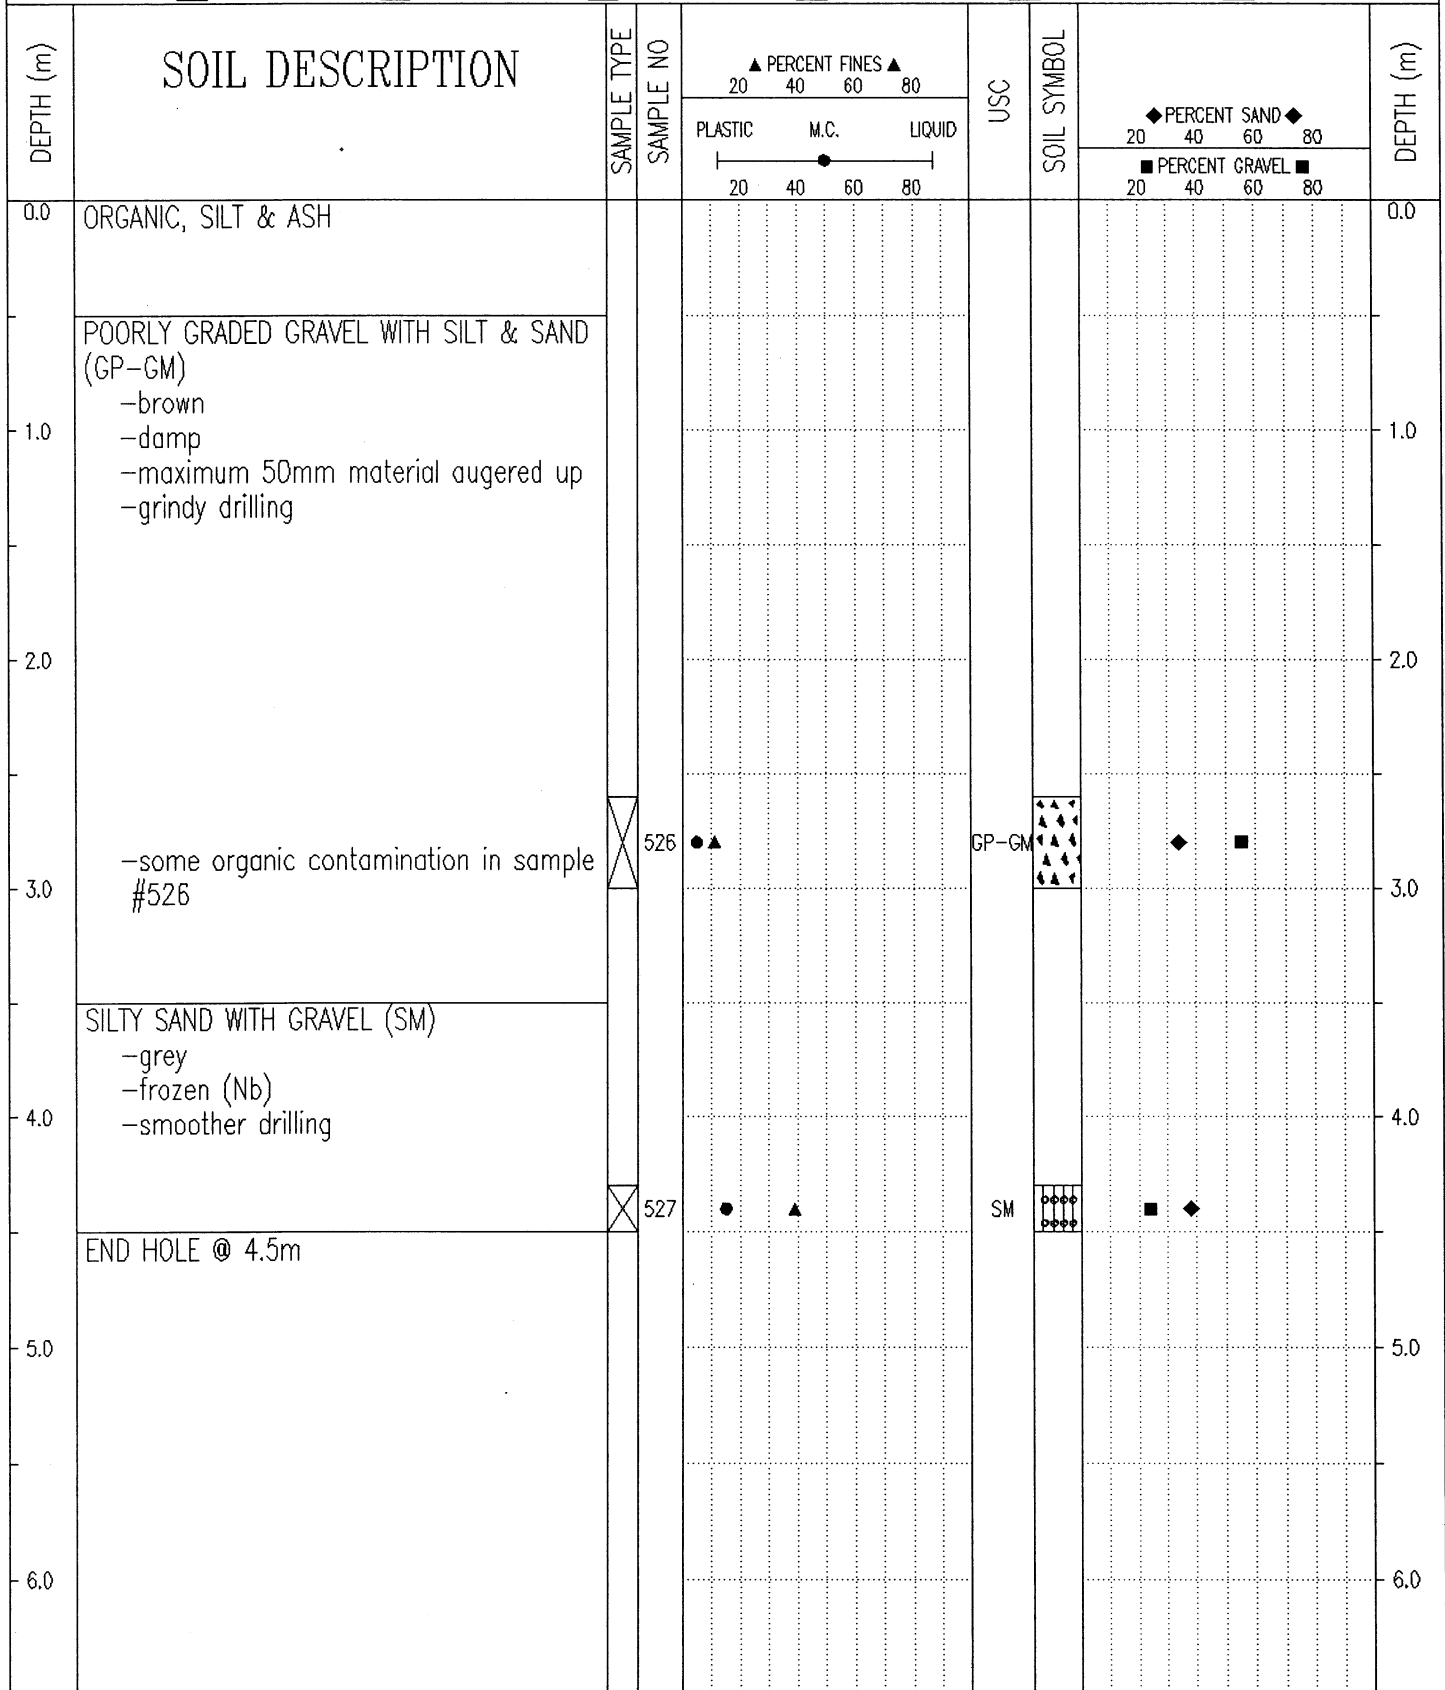 DEPTH (m)
SOIL DESCRIPTION
SAMPLE TYPE
SAMPLE NO
▲ PERCENT FINES ▲
20 40 60 80
PLASTIC M.C. LIQUID
20 40 60 80
USC
SOIL SYMBOL
◆ PERCENT SAND ◆
20 40 60 80
■ PERCENT GRAVEL ■
20 40 60 80
DEPTH (m)
0.0 ORGANIC, SILT & ASH 0.0
POORLY GRADED GRAVEL WITH SILT & SAND
(GP-GM)
-brown
1.0 -damp 1.0
-maximum 50mm material augered up
-grindy drilling
2.0 2.0
526 GP-GM
-some organic contamination in sample
3.0 #526 3.0
SILTY SAND WITH GRAVEL (SM)
-grey
-frozen (Nb)
4.0 -smoother drilling 4.0
527 SM
END HOLE @ 4.5m
5.0 5.0
6.0 6.0